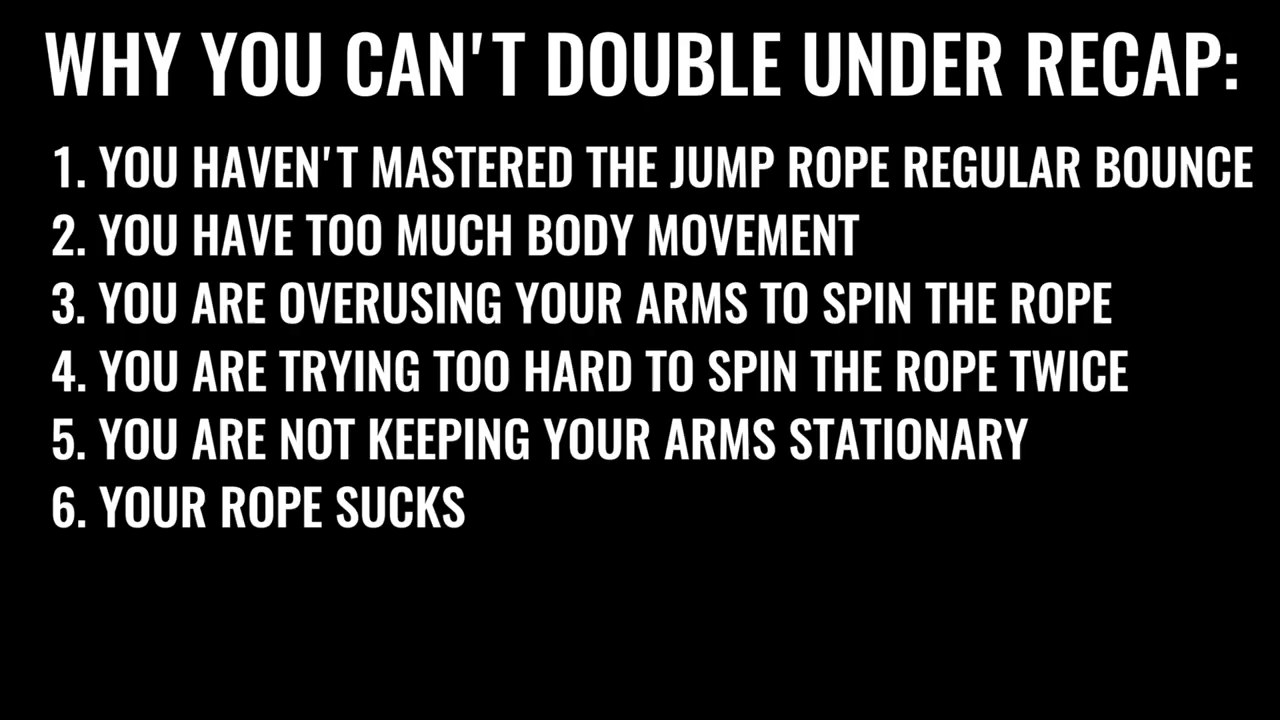 WHY YOU CAN'T DOUBLE UNDER RECAP:
1. YOU HAVEN'T MASTERED THE JUMP ROPE REGULAR BOUNCE
2. YOU HAVE TOO MUCH BODY MOVEMENT
3. YOU ARE OVERUSING YOUR ARMS TO SPIN THE ROPE
4. YOU ARE TRYING TOO HARD TO SPIN THE ROPE TWICE
5. YOU ARE NOT KEEPING YOUR ARMS STATIONARY
6. YOUR ROPE SUCKS